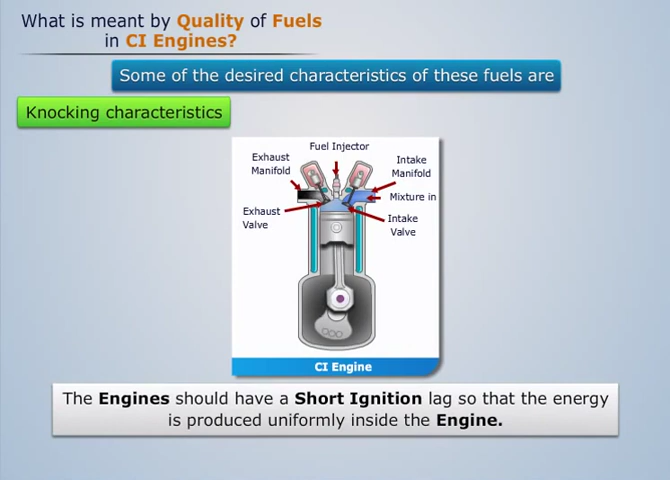 What is meant by Quality of Fuels
in CI Engines?
Some of the desired characteristics of these fuels are
Knocking characteristics
Fuel Injector
Exhaust
Manifold
Intake
Manifold
Mixture in
Exhaust
Valve
Intake
Valve
CI Engine
The Engines should have a Short Ignition lag so that the energy
is produced uniformly inside the Engine.